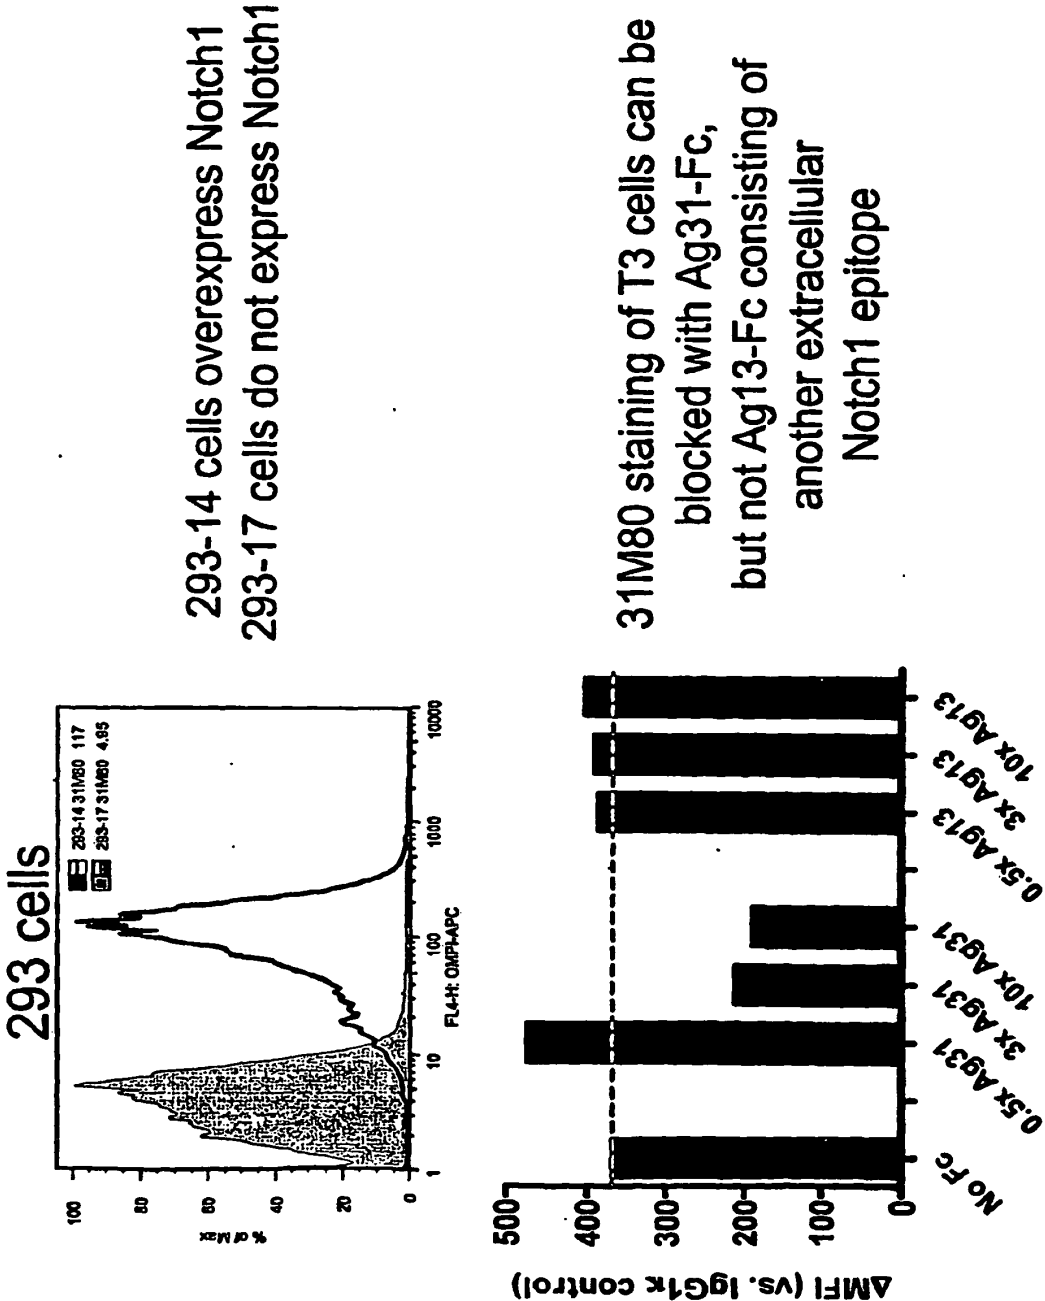 293 cells
293-14 31M80 117
293-17 31M80 4.95
100
80
60
40
20
0
% of Max
1
10
100
1000
10000
FL4-H: OMPI-APC
293-14 cells overexpress Notch1
293-17 cells do not express Notch1
500
400
300
200
100
0
ΔMFI (vs. IgG1κ control)
No Fc
0.5x Ag31
3x Ag31
10x Ag31
0.5x Ag13
3x Ag13
10x Ag13
31M80 staining of T3 cells can be
blocked with Ag31-Fc,
but not Ag13-Fc consisting of
another extracellular
Notch1 epitope